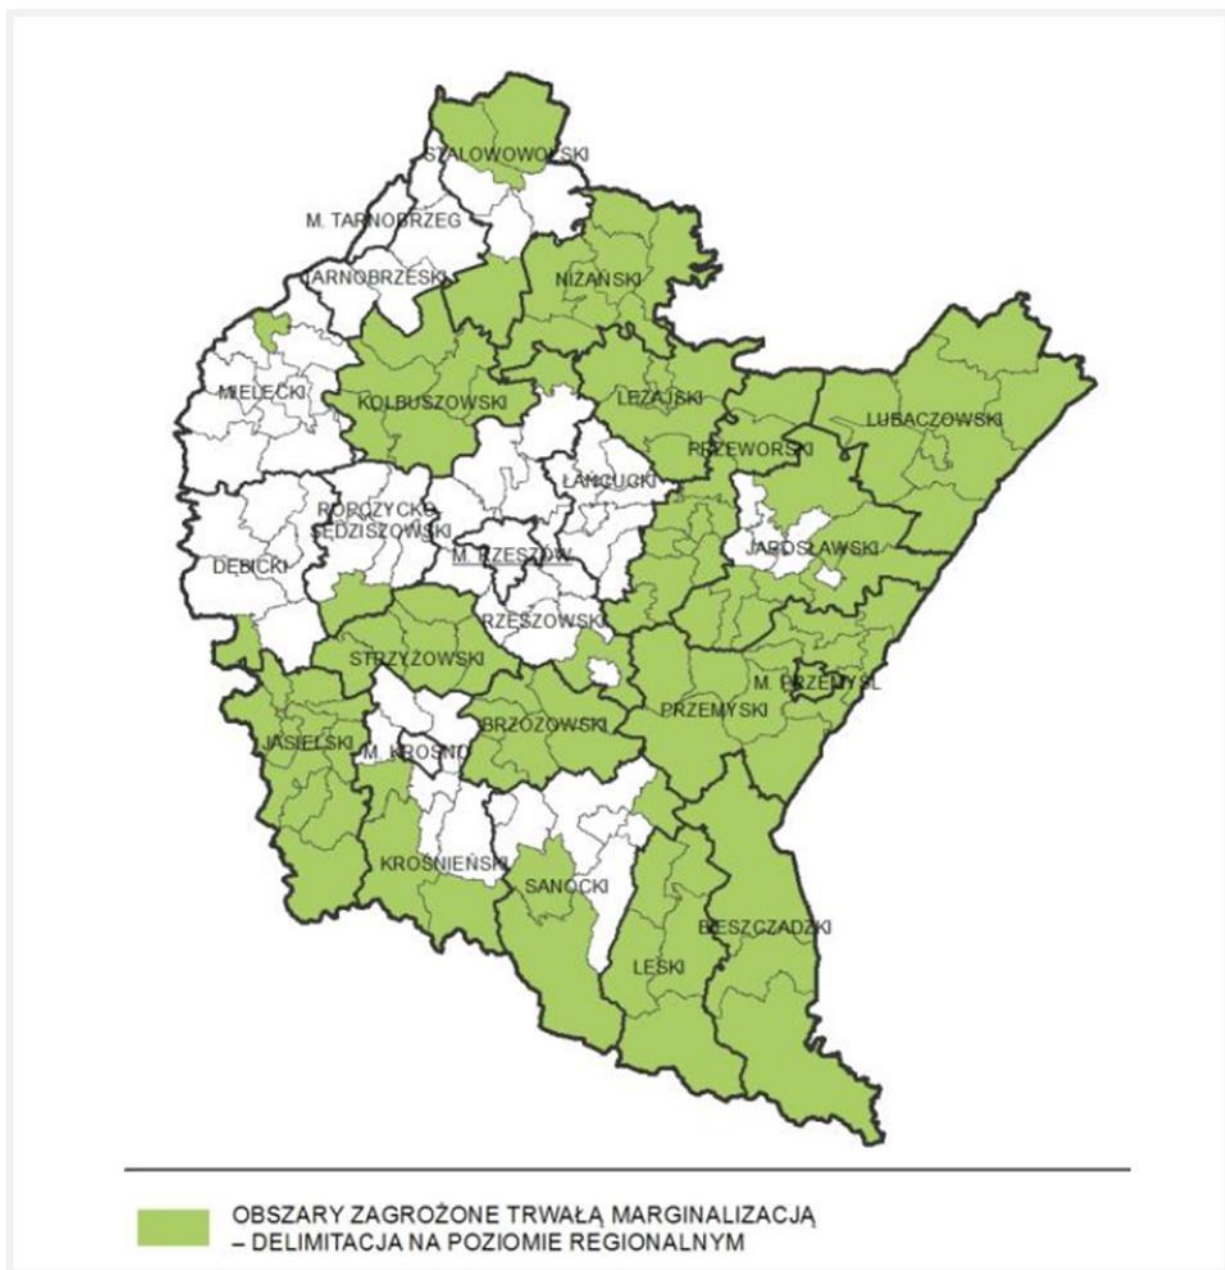 STALOWOWOLSKI
M. TARNOBRZEG
TARNOBRZESKI
NIŻAŃSKI
MIELECKI
KOLBUSZOWSKI
LEŻAJSKI
LUBACZOWSKI
PRZEWORSKI
ŁAŃCUCKI
ROPCZYCKO
SĘDZISZOWSKI
M. RZESZÓW
JAROSŁAWSKI
DĘBICKI
RZESZOWSKI
STRZYŻOWSKI
M. PRZEMYŚL
PRZEMYSKI
BRZOZOWSKI
JASIELSKI
M. KROSNO
KROŚNIEŃSKI
SANOCKI
BIESZCZADZKI
LESKI
OBSZARY ZAGROŻONE TRWAŁĄ MARGINALIZACJĄ
– DELIMITACJA NA POZIOMIE REGIONALNYM